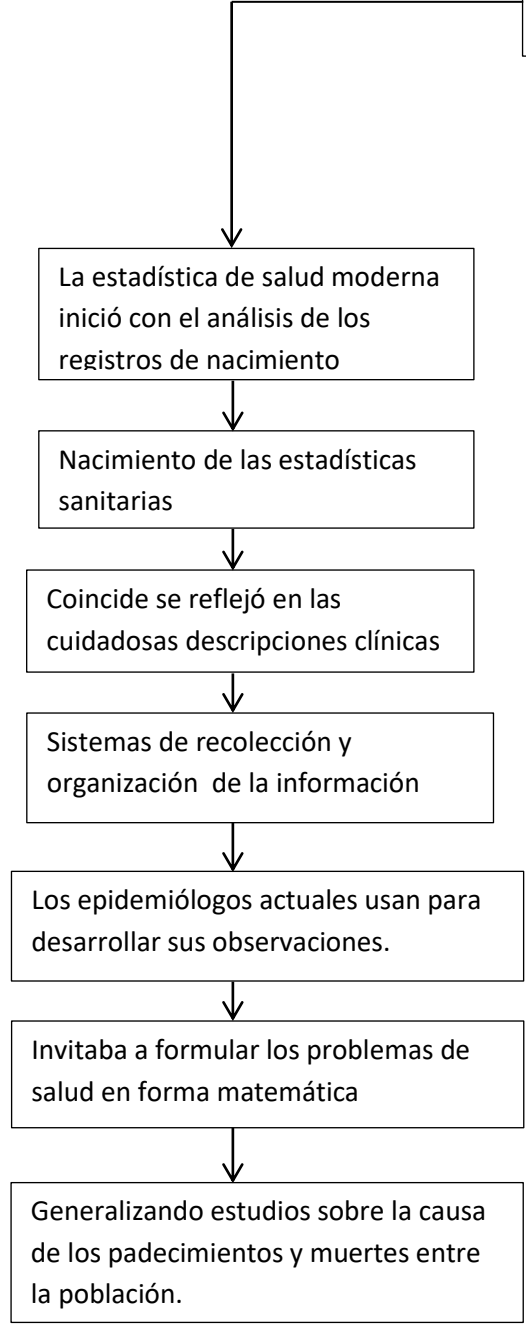 La estadística de salud moderna
inició con el análisis de los
registros de nacimiento
Nacimiento de las estadísticas
sanitarias
Coincide se reflejó en las
cuidadosas descripciones clínicas
Sistemas de recolección y
organización  de la información
Los epidemiólogos actuales usan para
desarrollar sus observaciones.
Invitaba a formular los problemas de
salud en forma matemática
Generalizando estudios sobre la causa
de los padecimientos y muertes entre
la población.